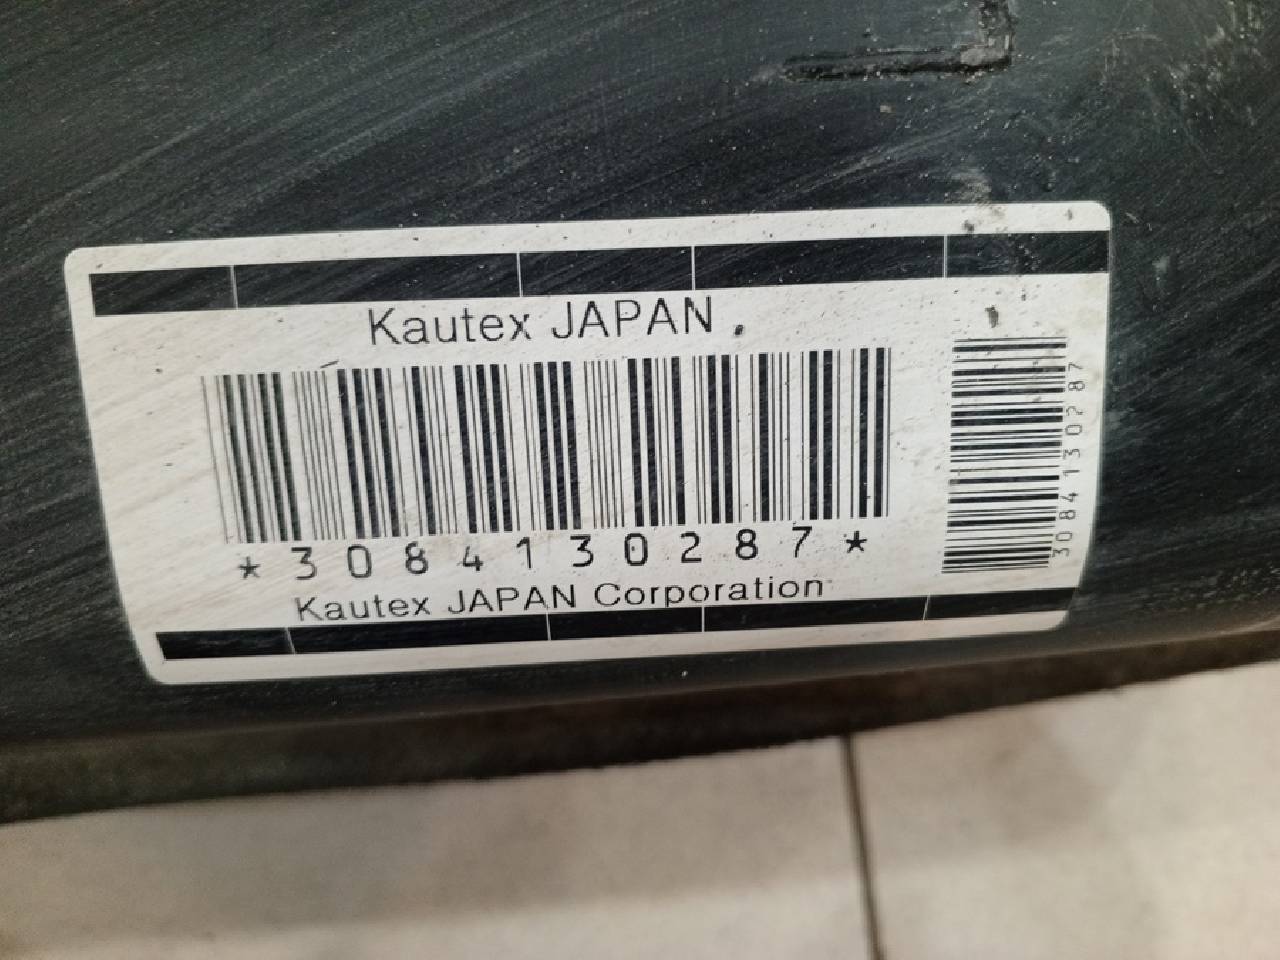 Kautex JAPAN
*3084130287*
Kautex JAPAN Corporation
3084130287